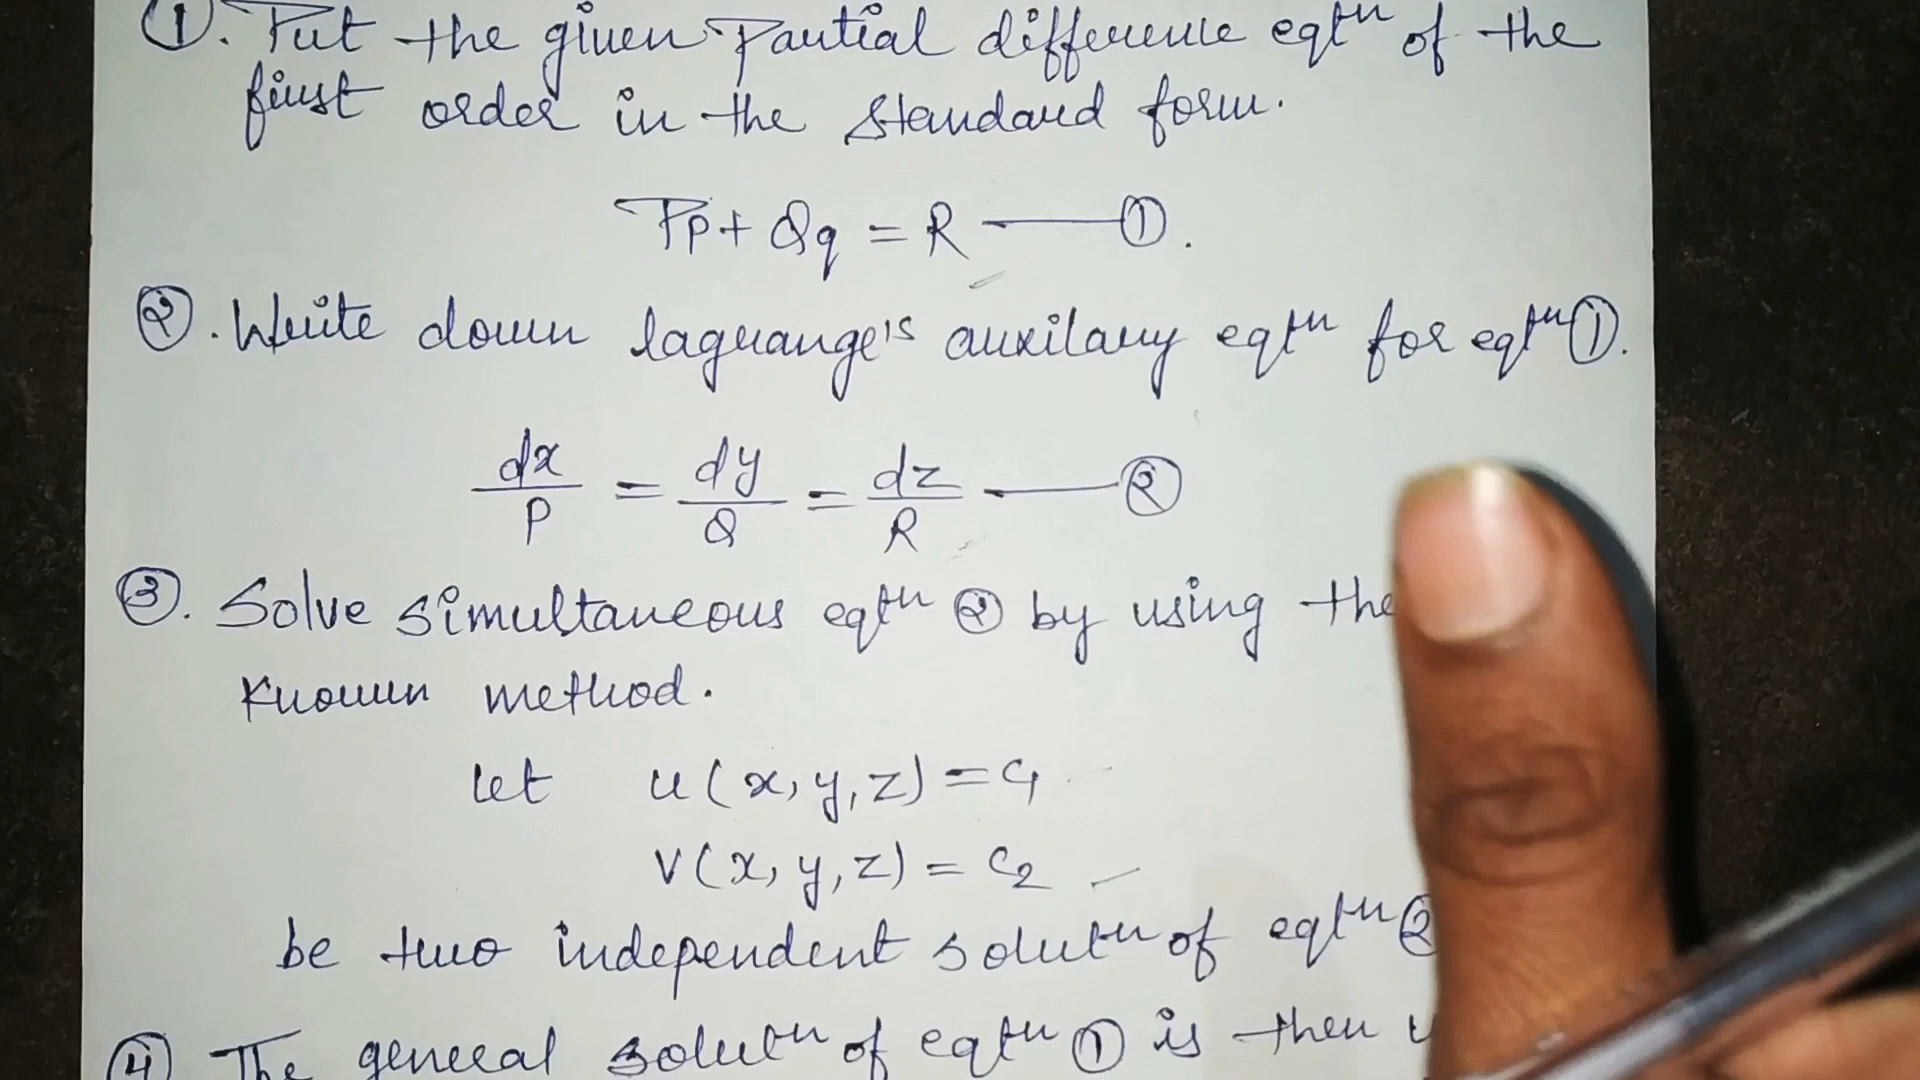 ①. Put the given Partial difference eqtn of the
first order in the standard form.
Pp + Qq = R —— ①.
②. Write down lagrange's auxilary eqtn for eqtn ①.
dx/P = dy/Q = dz/R —— ②
③. Solve simultaneous eqtn ② by using the
known method.
let u(x, y, z) = c1
v(x, y, z) = c2
be two independent solutn of eqtn ②
④ The general solutn of eqtn ① is then